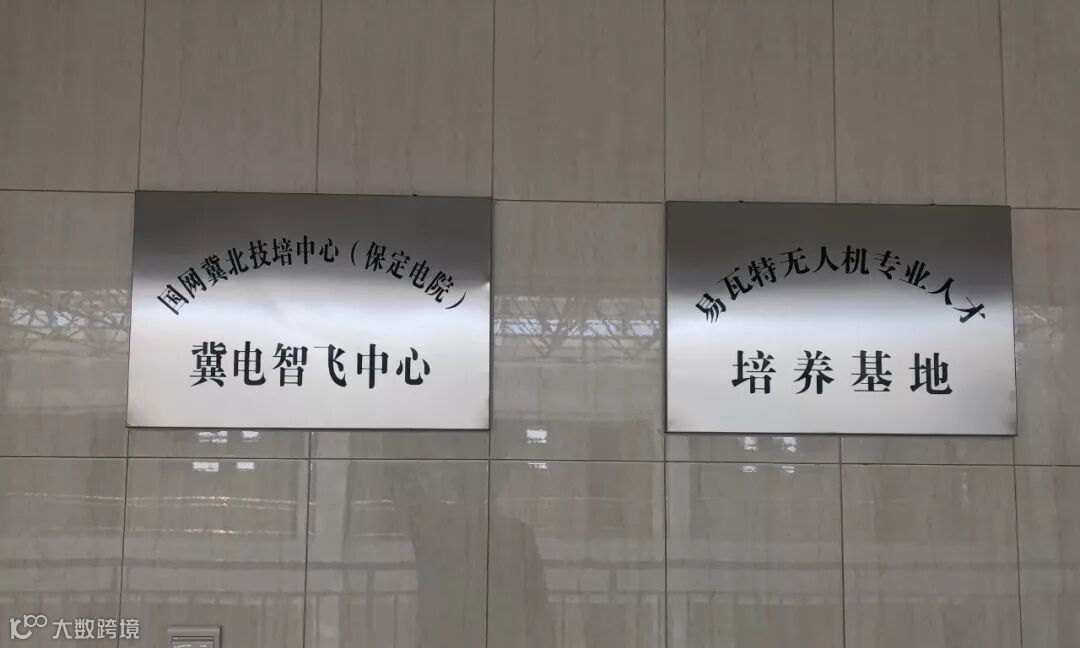 国网冀北技培中心（保定电院）
冀电智飞中心
易瓦特无人机专业人才
培养基地
大数跨境